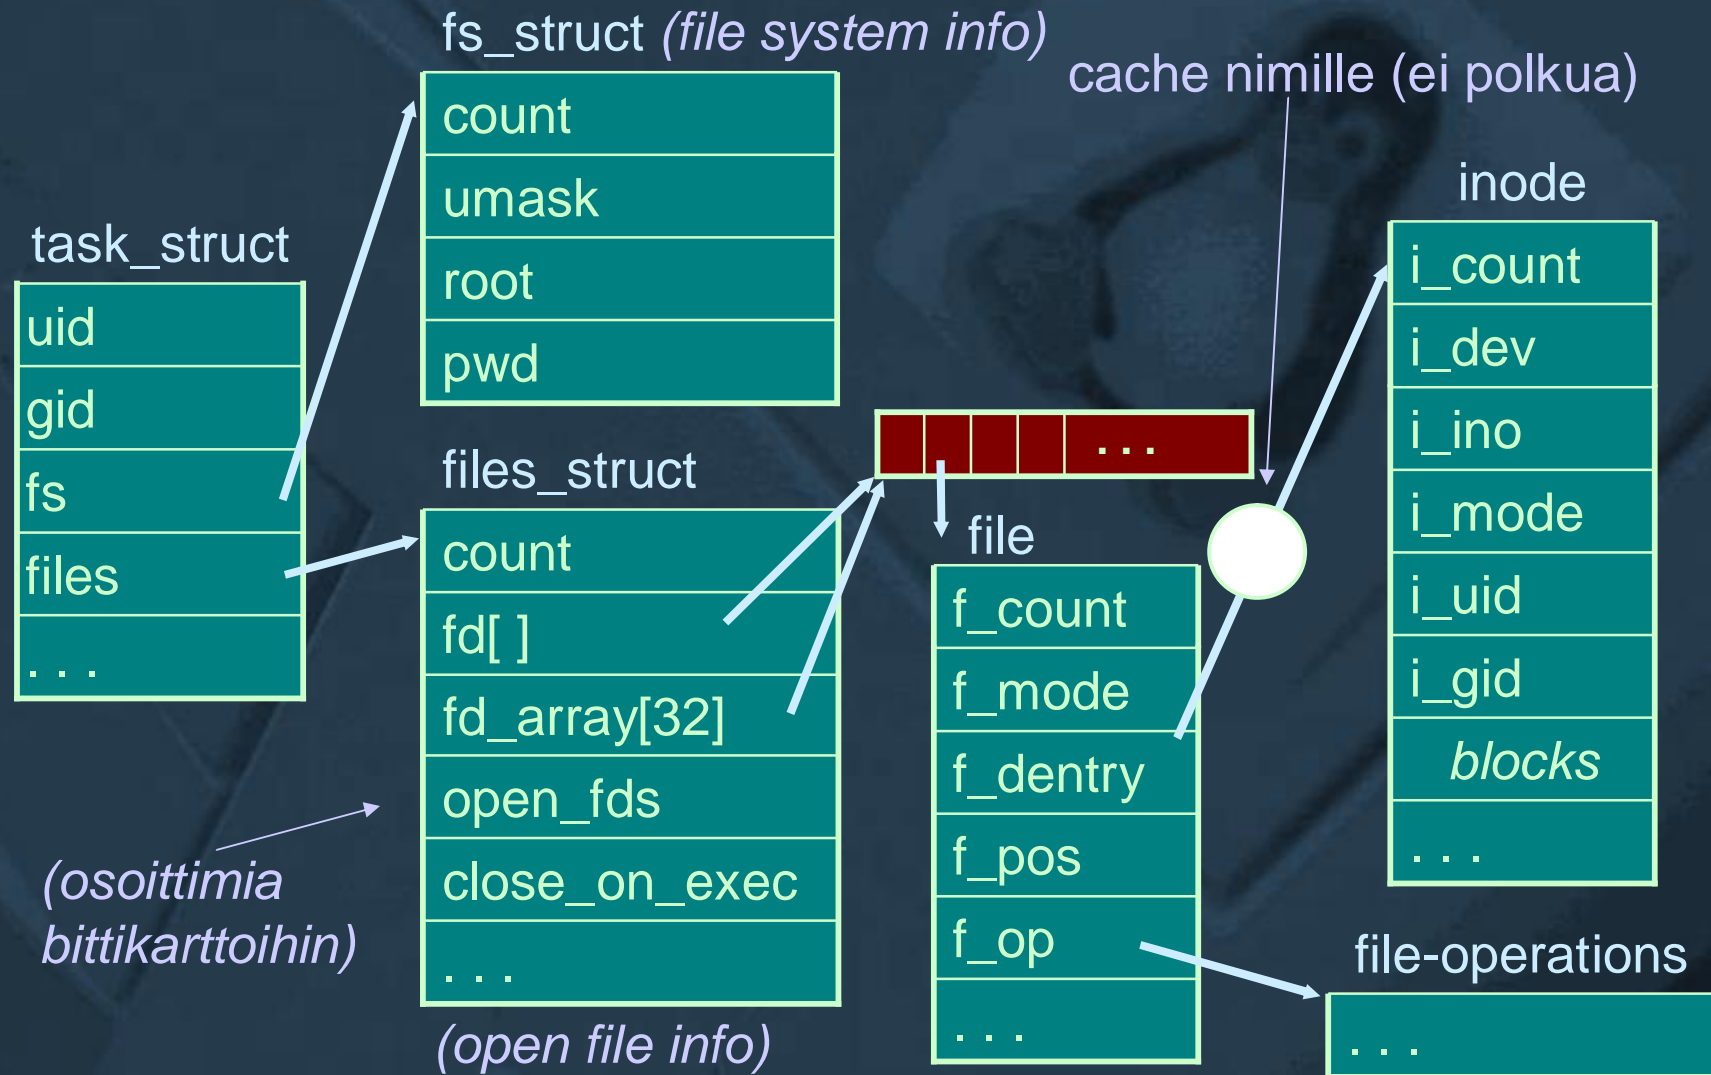 fs_struct (file system info)
count
umask
root
pwd
cache nimille (ei polkua)
task_struct
uid
gid
fs
files
. . .
files_struct
count
fd[ ]
fd_array[32]
open_fds
close_on_exec
. . .
(open file info)
(osoittimia
bittikarttoihin)
. . .
file
f_count
f_mode
f_dentry
f_pos
f_op
. . .
inode
i_count
i_dev
i_ino
i_mode
i_uid
i_gid
blocks
. . .
file-operations
. . .